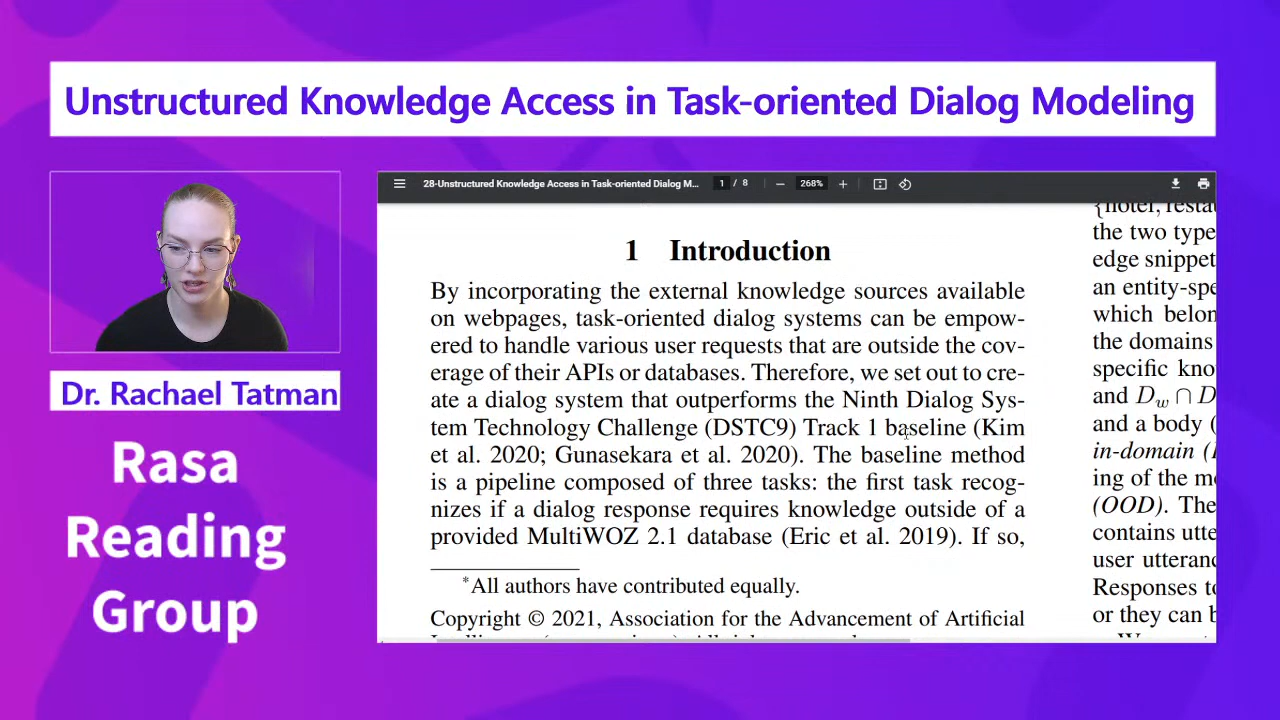 Unstructured Knowledge Access in Task-oriented Dialog Modeling
28-Unstructured Knowledge Access in Task-oriented Dialog M...
1 / 8
268%
1 Introduction
By incorporating the external knowledge sources available
on webpages, task-oriented dialog systems can be empow-
ered to handle various user requests that are outside the cov-
erage of their APIs or databases. Therefore, we set out to cre-
ate a dialog system that outperforms the Ninth Dialog Sys-
tem Technology Challenge (DSTC9) Track 1 baseline (Kim
et al. 2020; Gunasekara et al. 2020). The baseline method
is a pipeline composed of three tasks: the first task recog-
nizes if a dialog response requires knowledge outside of a
provided MultiWOZ 2.1 database (Eric et al. 2019). If so,
*All authors have contributed equally.
Copyright © 2021, Association for the Advancement of Artificial
the two type
edge snippet
an entity-spe
which belon
the domains
specific kno
and D_w ∩ D
and a body (
in-domain (I
ing of the mo
(OOD). The
contains utte
user utteranc
Responses to
or they can b
Dr. Rachael Tatman
Rasa
Reading
Group